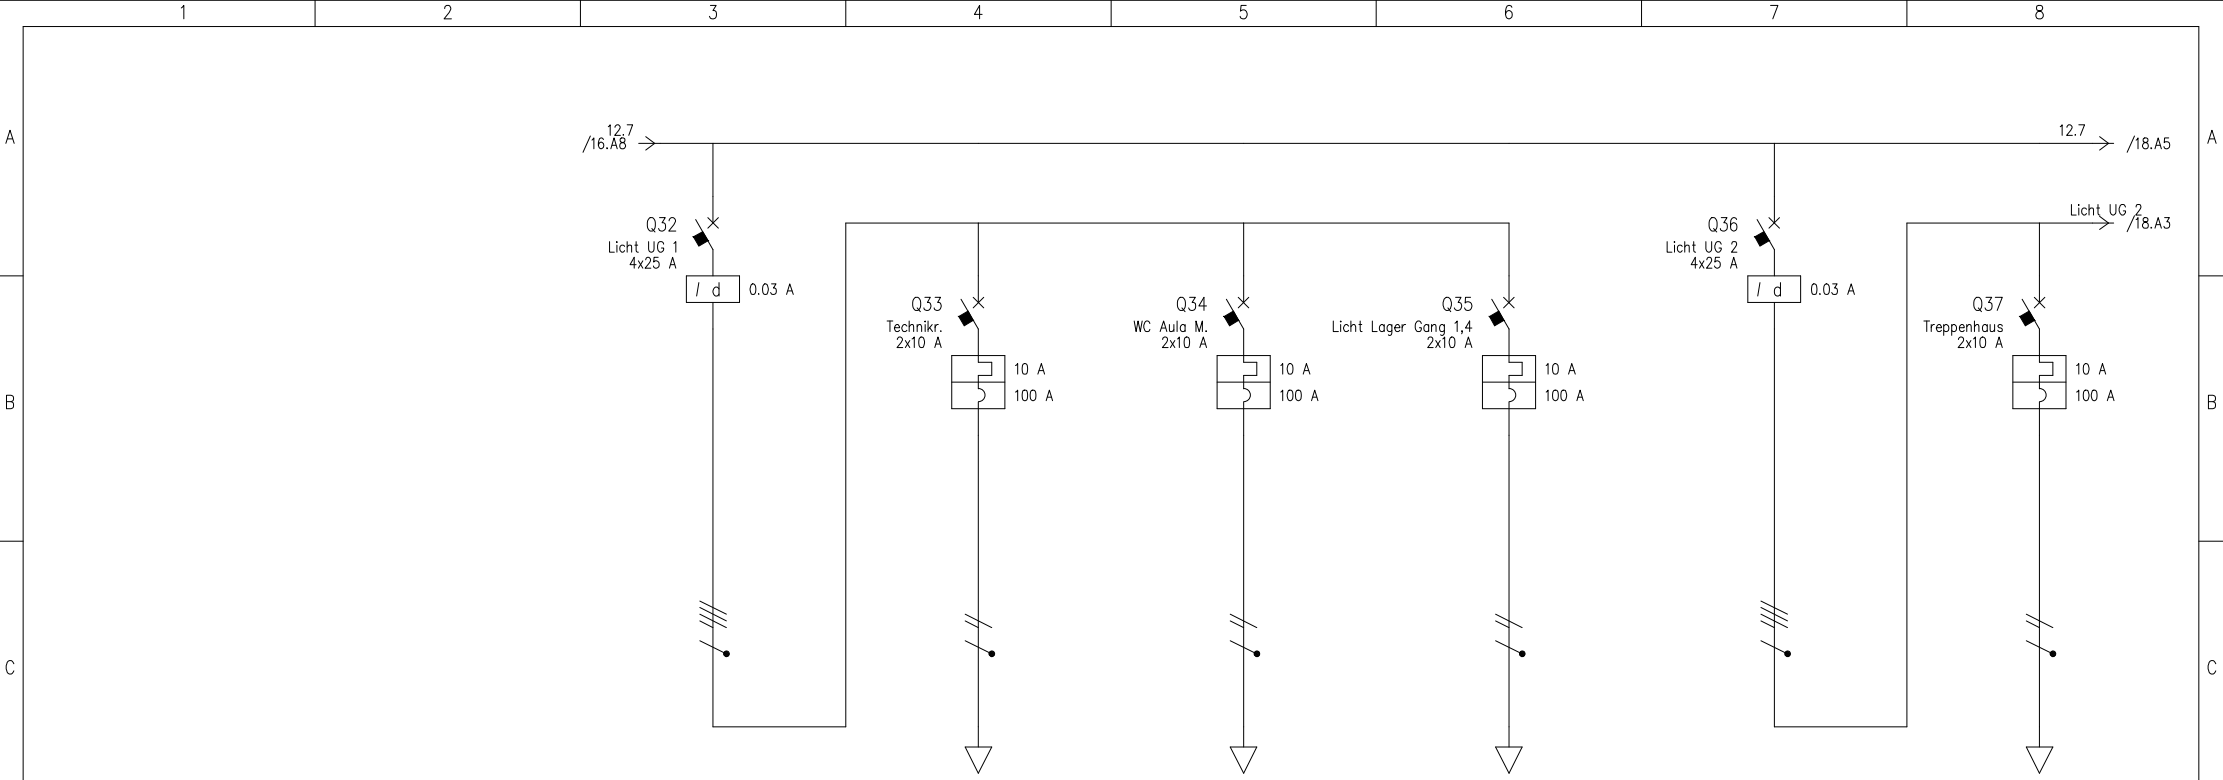 1 2 3 4 5 6 7 8
A A
12.7 12.7
/16.A8 /18.A5
Licht UG 2
/18.A3
Q32 Q36
Licht UG 1 Licht UG 2
4x25 A 4x25 A
I d 0.03 A I d 0.03 A
Q33 Q34 Q35 Q37
Technikr. WC Aula M. Licht Lager Gang 1,4 Treppenhaus
2x10 A 2x10 A 2x10 A 2x10 A
10 A 10 A 10 A 10 A
100 A 100 A 100 A 100 A
B B
C C